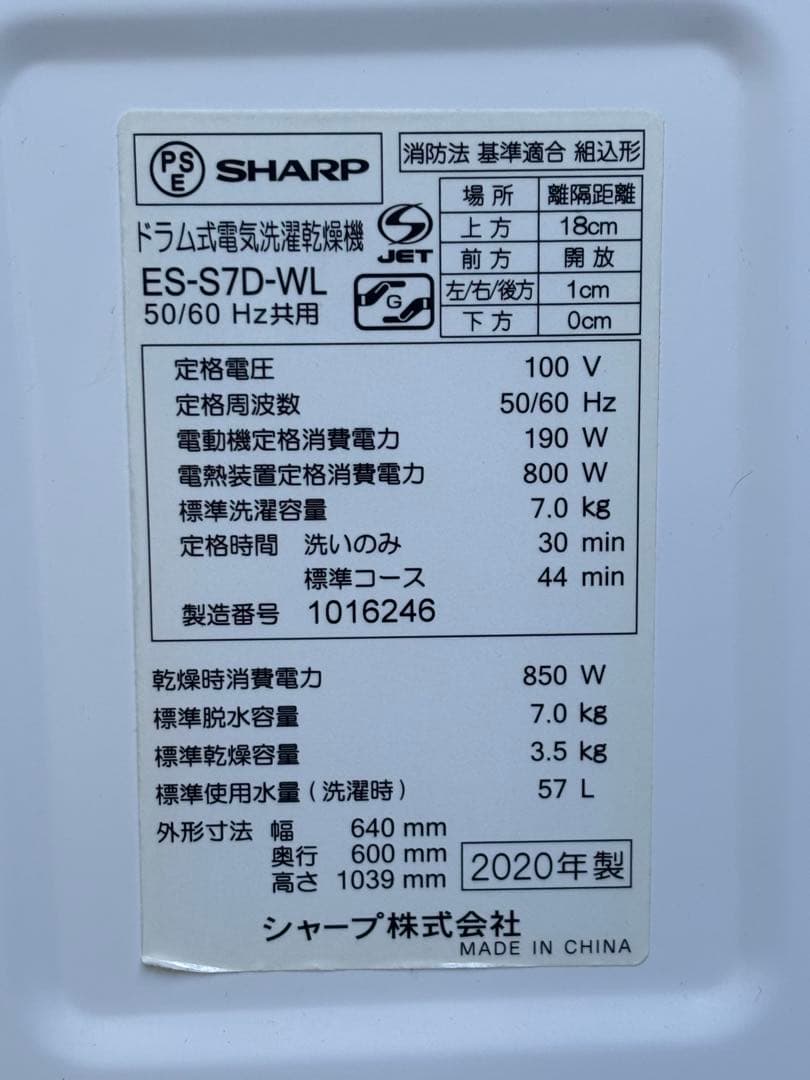 PSE SHARP
消防法 基準適合 組込形
場所 離隔距離
上方 18cm
前方 開放
左/右/後方 1cm
下方 0cm
ドラム式電気洗濯乾燥機
S JET
ES-S7D-WL
G
50/60 Hz共用
定格電圧 100 V
定格周波数 50/60 Hz
電動機定格消費電力 190 W
電熱装置定格消費電力 800 W
標準洗濯容量 7.0 kg
定格時間 洗いのみ 30 min
標準コース 44 min
製造番号 1016246
乾燥時消費電力 850 W
標準脱水容量 7.0 kg
標準乾燥容量 3.5 kg
標準使用水量(洗濯時) 57 L
外形寸法 幅 640 mm
奥行 600 mm
高さ 1039 mm
2020年製
シャープ株式会社
MADE IN CHINA